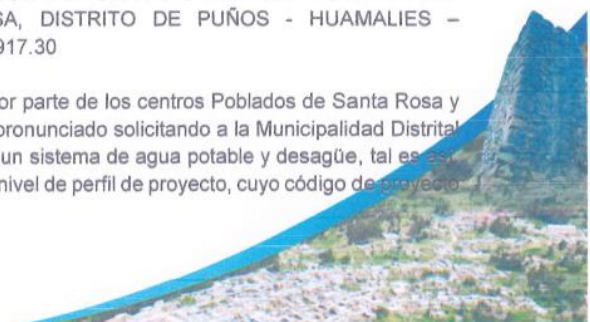 SA, DISTRITO DE PUÑOS - HUAMALIES –
917.30
or parte de los centros Poblados de Santa Rosa y
pronunciado solicitando a la Municipalidad Distrital
un sistema de agua potable y desagüe, tal es
nivel de perfil de proyecto, cuyo código de proyecto